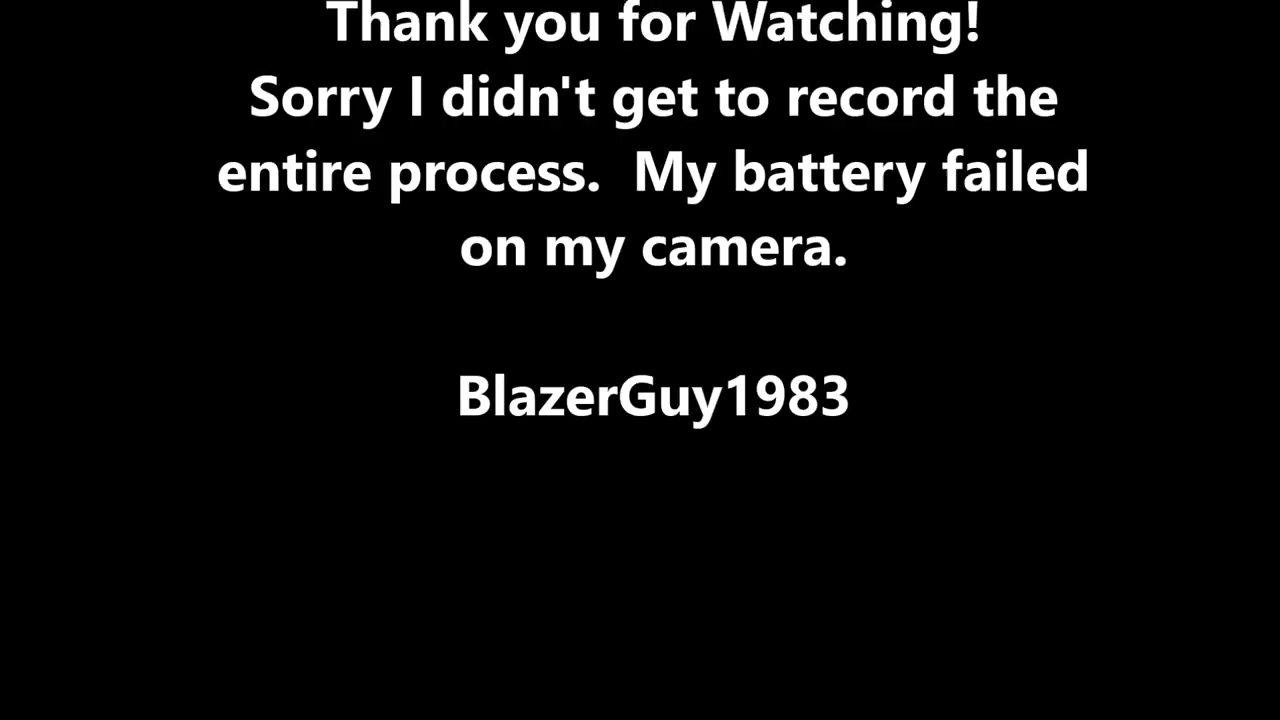 Thank you for Watching!
Sorry I didn't get to record the
entire process.  My battery failed
on my camera.
BlazerGuy1983